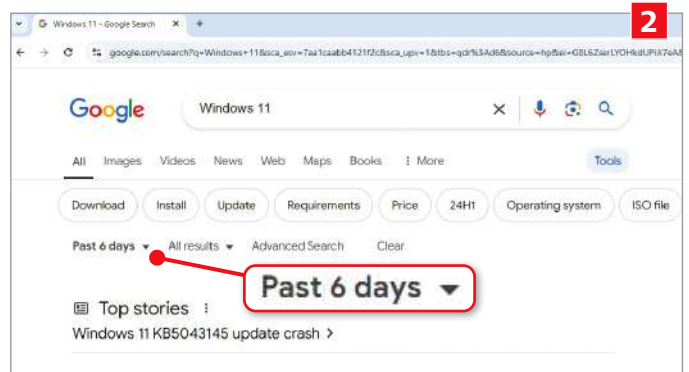 Windows 11 - Google Search
2
google.com/search?q=Windows+11&sca_esv=7aa1caabb4121f2c&sca_upv=1&tbs=qdr%3Ad6&source=hp&ei=
Google
Windows 11
All Images Videos News Web Maps Books More Tools
Download Install Update Requirements Price 24H1 Operating system ISO file
Past 6 days All results Advanced Search Clear
Past 6 days
Top stories
Windows 11 KB5043145 update crash >